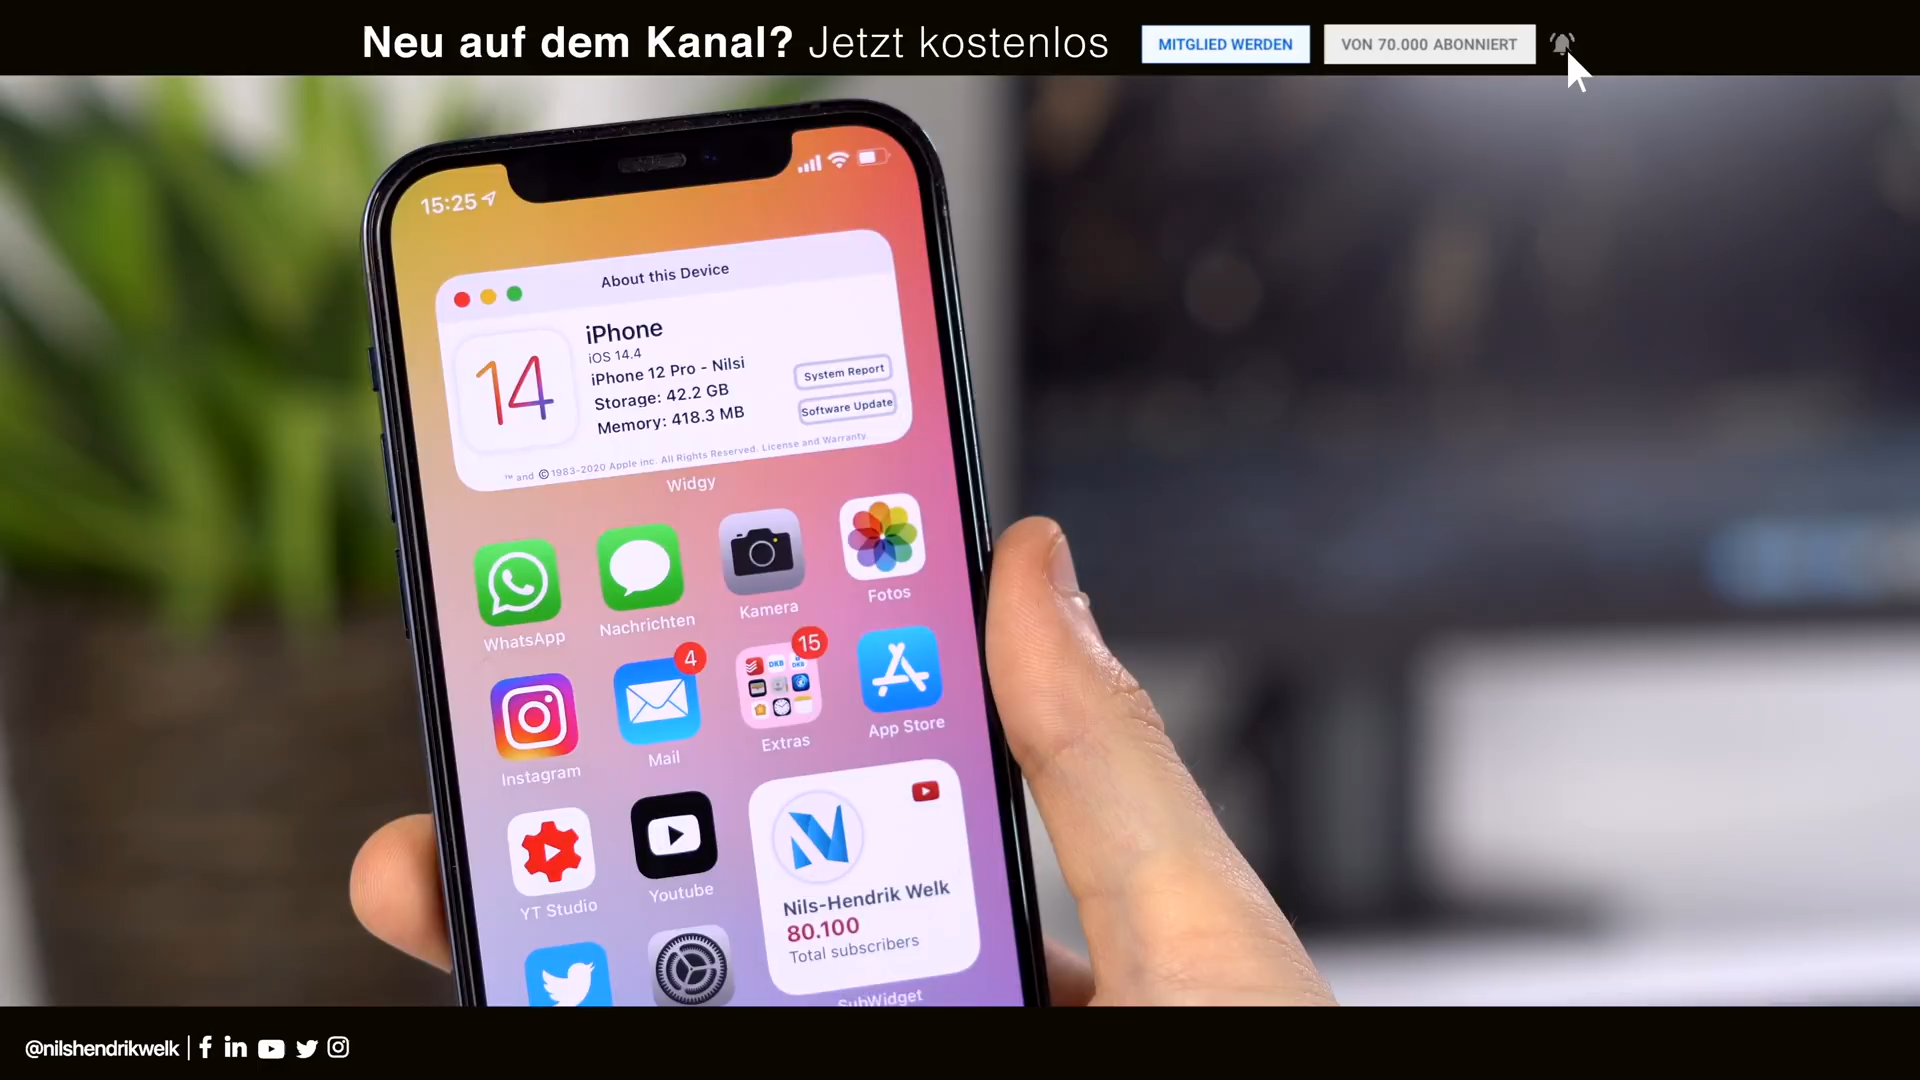 Neu auf dem Kanal? Jetzt kostenlos
MITGLIED WERDEN
VON 70.000 ABONNIERT
15:25
About this Device
14
iPhone
iOS 14.4
iPhone 12 Pro - Nilsi
Storage: 42.2 GB
Memory: 418.3 MB
System Report
Software Update
™ and ©1983-2020 Apple inc. All Rights Reserved. License and Warranty
Widgy
WhatsApp
Nachrichten
Kamera
Fotos
4
15
DKB
DKB
Instagram
Mail
Extras
App Store
YT Studio
Youtube
Nils-Hendrik Welk
80.100
Total subscribers
SubWidget
@nilshendrikwelk